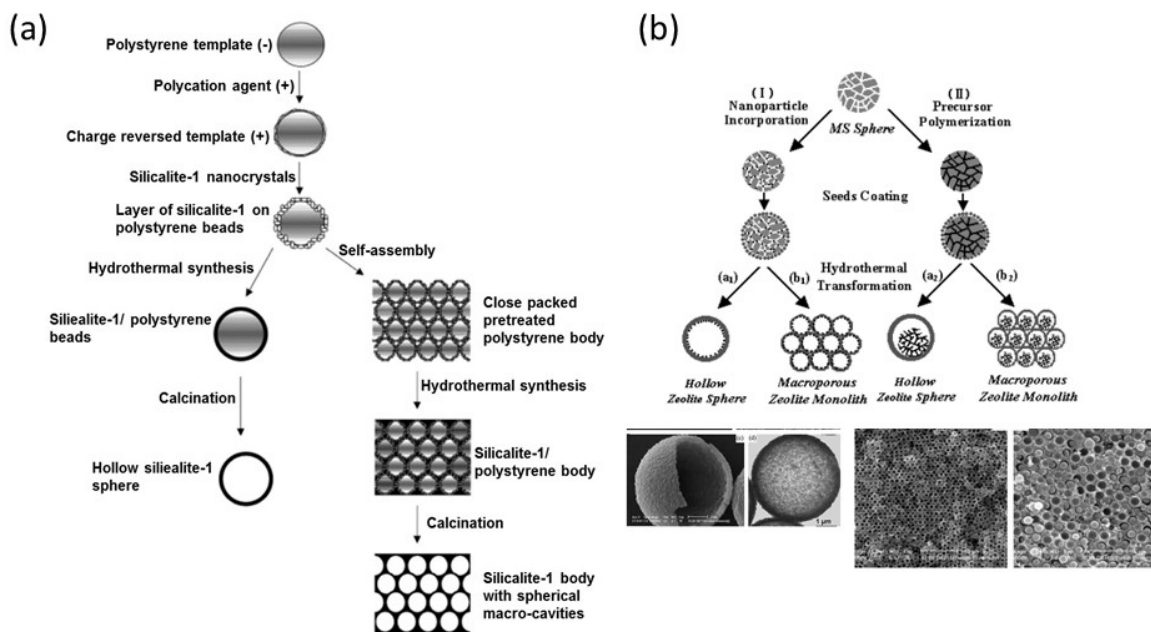 (a)
Polystyrene template (-)
Polycation agent (+)
Charge reversed template (+)
Silicalite-1 nanocrystals
Layer of silicalite-1 on
polystyrene beads
Self-assembly
Hydrothermal synthesis
Siliealite-1/ polystyrene
beads
Close packed
pretreated
polystyrene body
Hydrothermal synthesis
Calcination
Silicalite-1/
polystyrene body
Hollow siliealite-1
sphere
Calcination
Silicalite-1 body
with spherical
macro-cavities
(b)
(I)
Nanoparticle
Incorporation
MS Sphere
(II)
Precursor
Polymerization
Seeds Coating
(a₁)
(b₁)
Hydrothermal
Transformation
(a₂)
(b₂)
Hollow
Zeolite Sphere
Macroporous
Zeolite Monolith
Hollow
Zeolite Sphere
Macroporous
Zeolite Monolith
(d)
1 μm